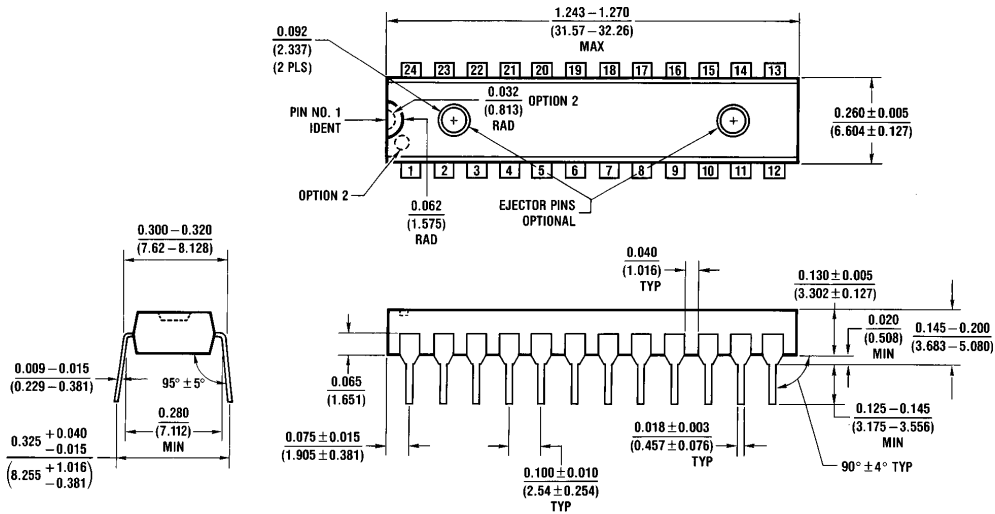 1.243–1.270
(31.57–32.26)
MAX
0.092
(2.337)
(2 PLS)
24 23 22 21 20 19 18 17 16 15 14 13
0.032
(0.813)
RAD
OPTION 2
PIN NO. 1
IDENT
0.260±0.005
(6.604±0.127)
1 2 3 4 5 6 7 8 9 10 11 12
OPTION 2
0.062
(1.575)
RAD
EJECTOR PINS
OPTIONAL
0.300–0.320
(7.62–8.128)
0.040
(1.016)
TYP
0.130±0.005
(3.302±0.127)
0.020
(0.508)
MIN
0.145–0.200
(3.683–5.080)
0.009–0.015
(0.229–0.381)
95° ±5°
0.065
(1.651)
0.280
(7.112)
MIN
0.125–0.145
(3.175–3.556)
MIN
0.325 +0.040
-0.015
(8.255 +1.016
-0.381)
0.075±0.015
(1.905±0.381)
0.018±0.003
(0.457±0.076)
TYP
0.100±0.010
(2.54±0.254)
TYP
90° ±4° TYP